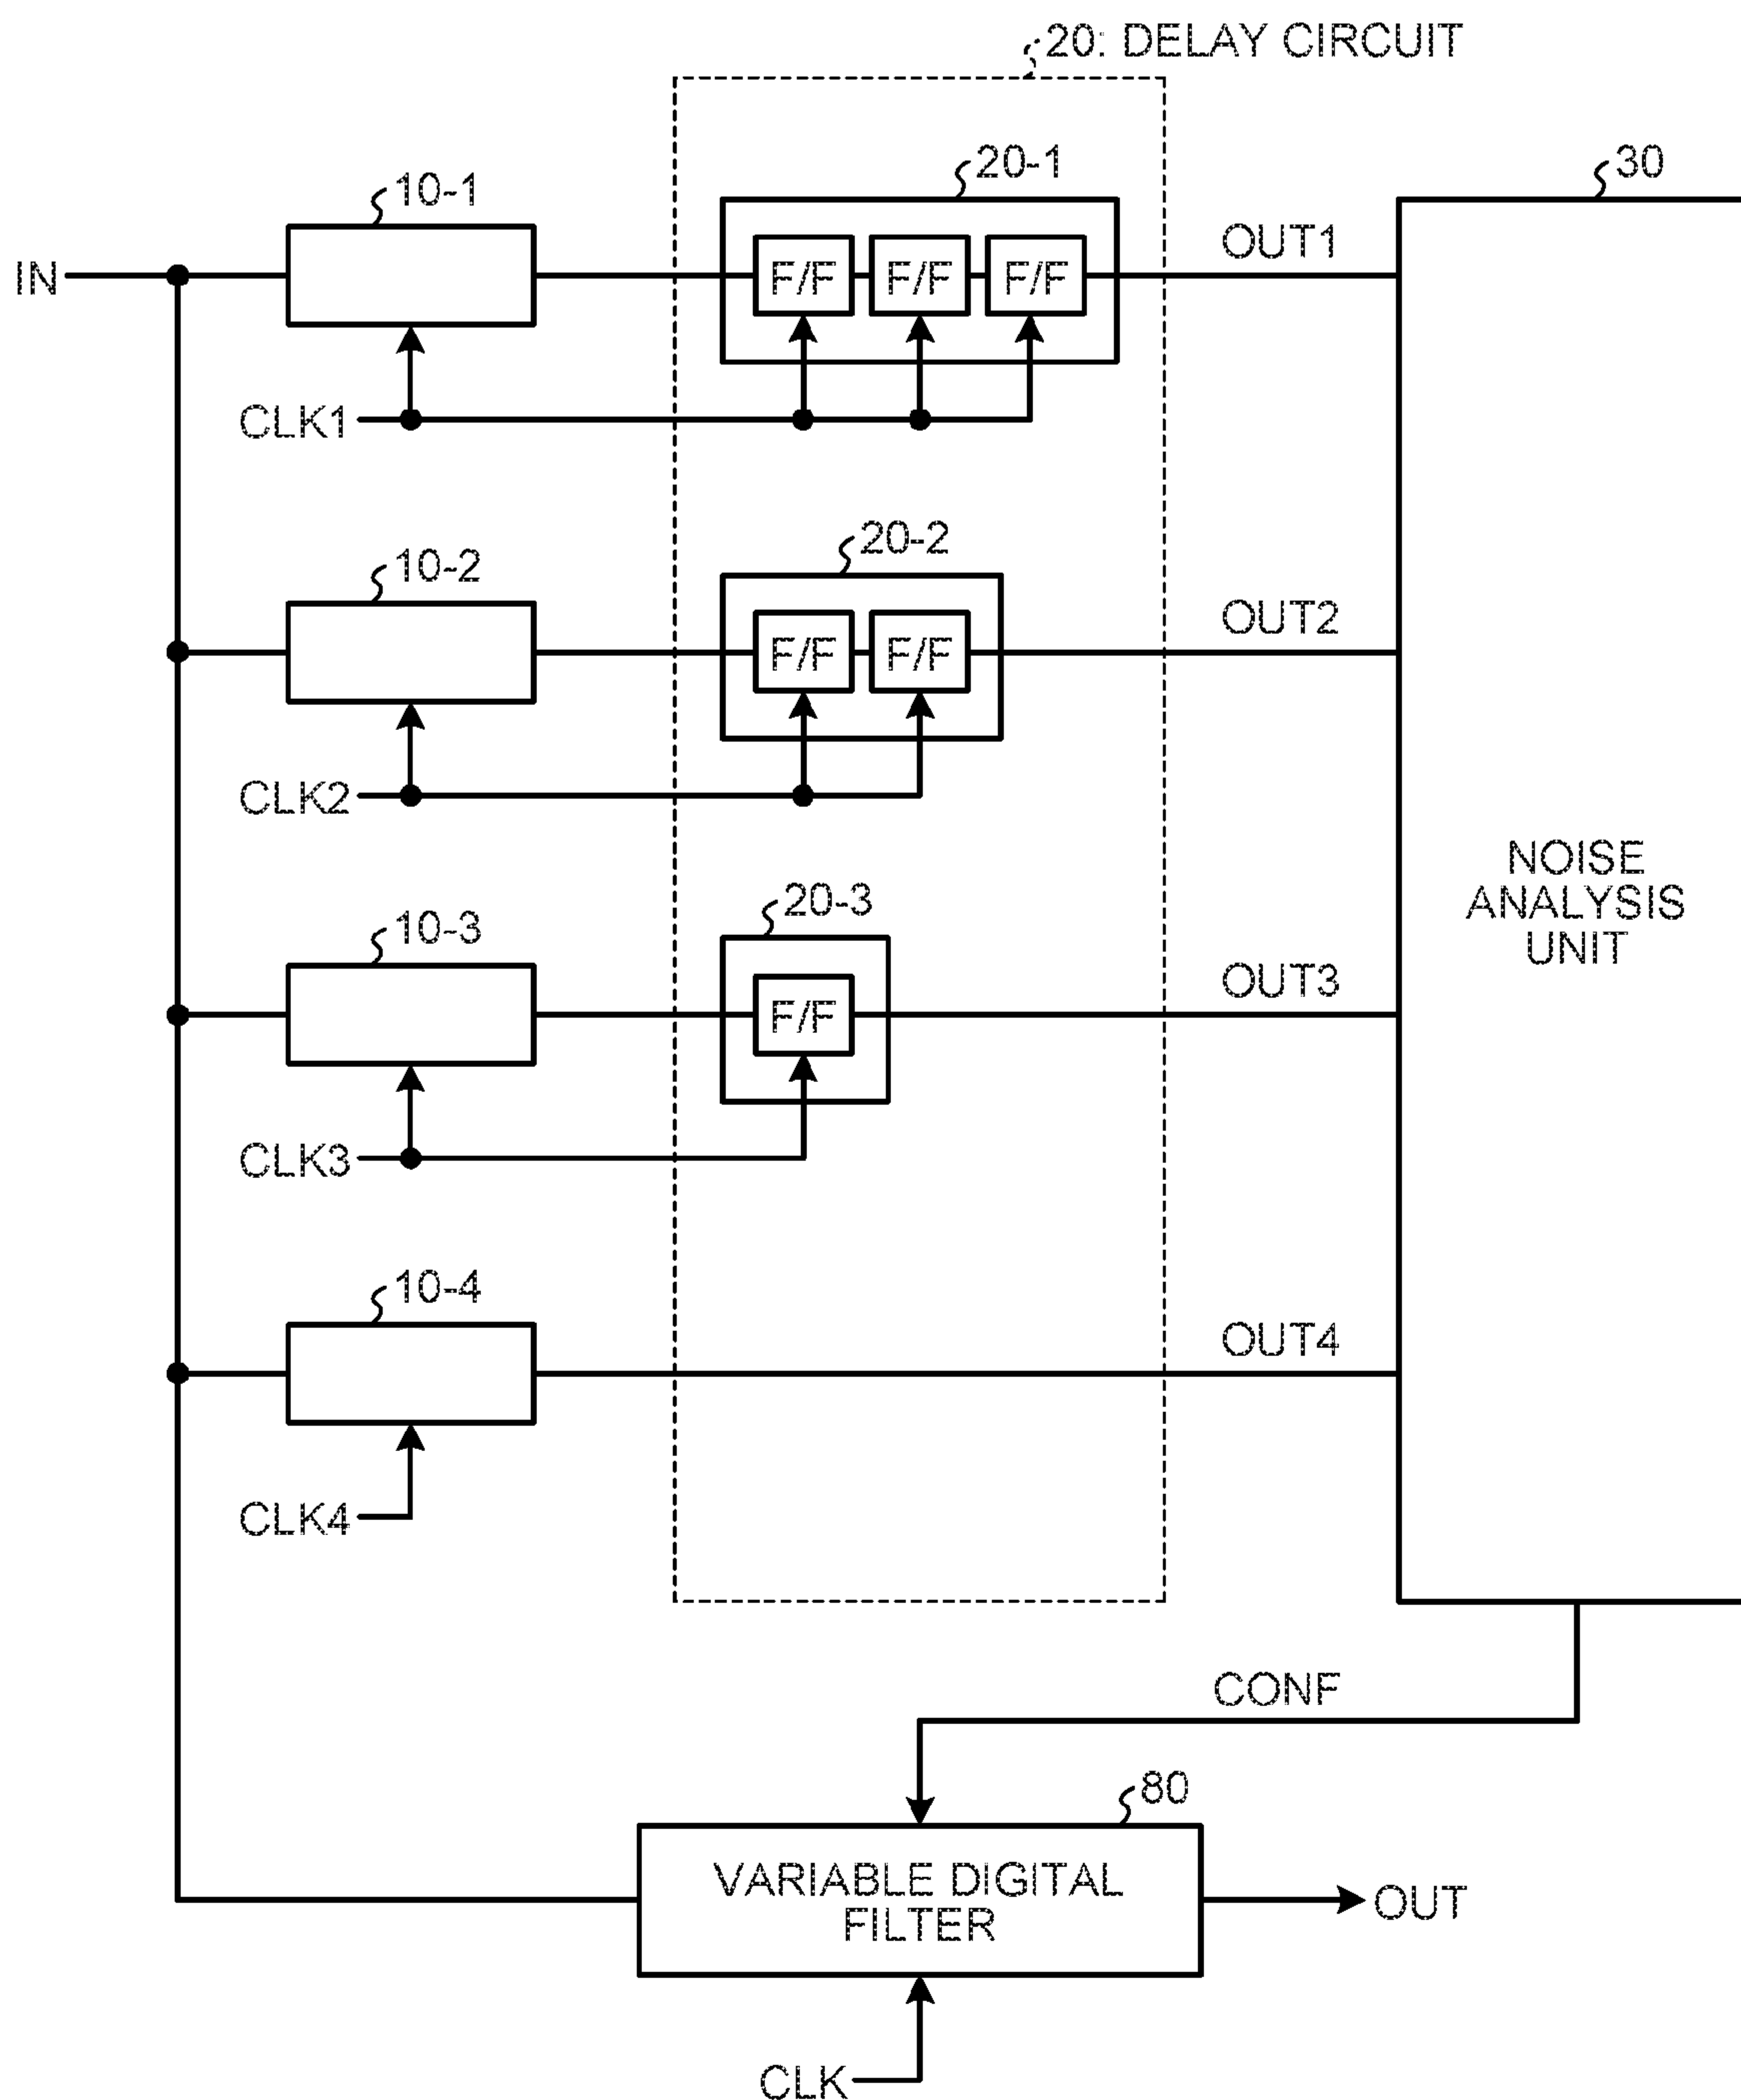 20: DELAY CIRCUIT
10-1
20-1
30
IN
F/F
F/F
F/F
OUT1
CLK1
10-2
20-2
F/F
F/F
OUT2
CLK2
NOISE
ANALYSIS
UNIT
10-3
20-3
F/F
OUT3
CLK3
10-4
OUT4
CLK4
CONF
80
VARIABLE DIGITAL
FILTER
OUT
CLK